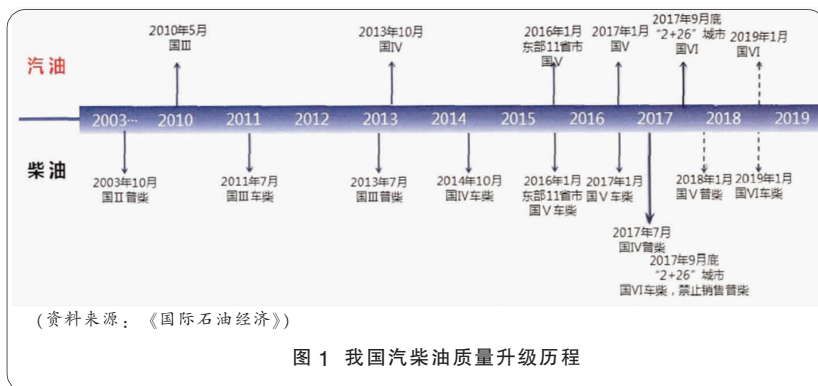 2010年5月
国Ⅲ
2013年10月
国Ⅳ
2016年1月
东部11省市
国Ⅴ
2017年1月
国Ⅴ
2017年9月底
“2+26”城市
国Ⅵ
2019年1月
国Ⅵ
汽油
2003… 2010 2011 2012 2013 2014 2015 2016 2017 2018 2019
柴油
2003年10月
国Ⅱ普柴
2011年7月
国Ⅲ车柴
2013年7月
国Ⅲ普柴
2014年10月
国Ⅳ车柴
2016年1月
东部11省市
国Ⅴ车柴
2017年1月
国Ⅴ车柴
2018年1月
国Ⅴ普柴
2019年1月
国Ⅵ车柴
2017年7月
国Ⅳ普柴
2017年9月底
“2+26”城市
国Ⅵ车柴，禁止销售普柴
(资料来源：《国际石油经济》)
图 1 我国汽柴油质量升级历程